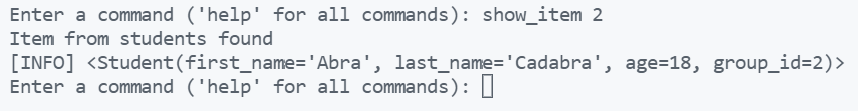 Enter a command ('help' for all commands): show_item 2
Item from students found
[INFO] <Student(first_name='Abra', last_name='Cadabra', age=18, group_id=2)>
Enter a command ('help' for all commands):